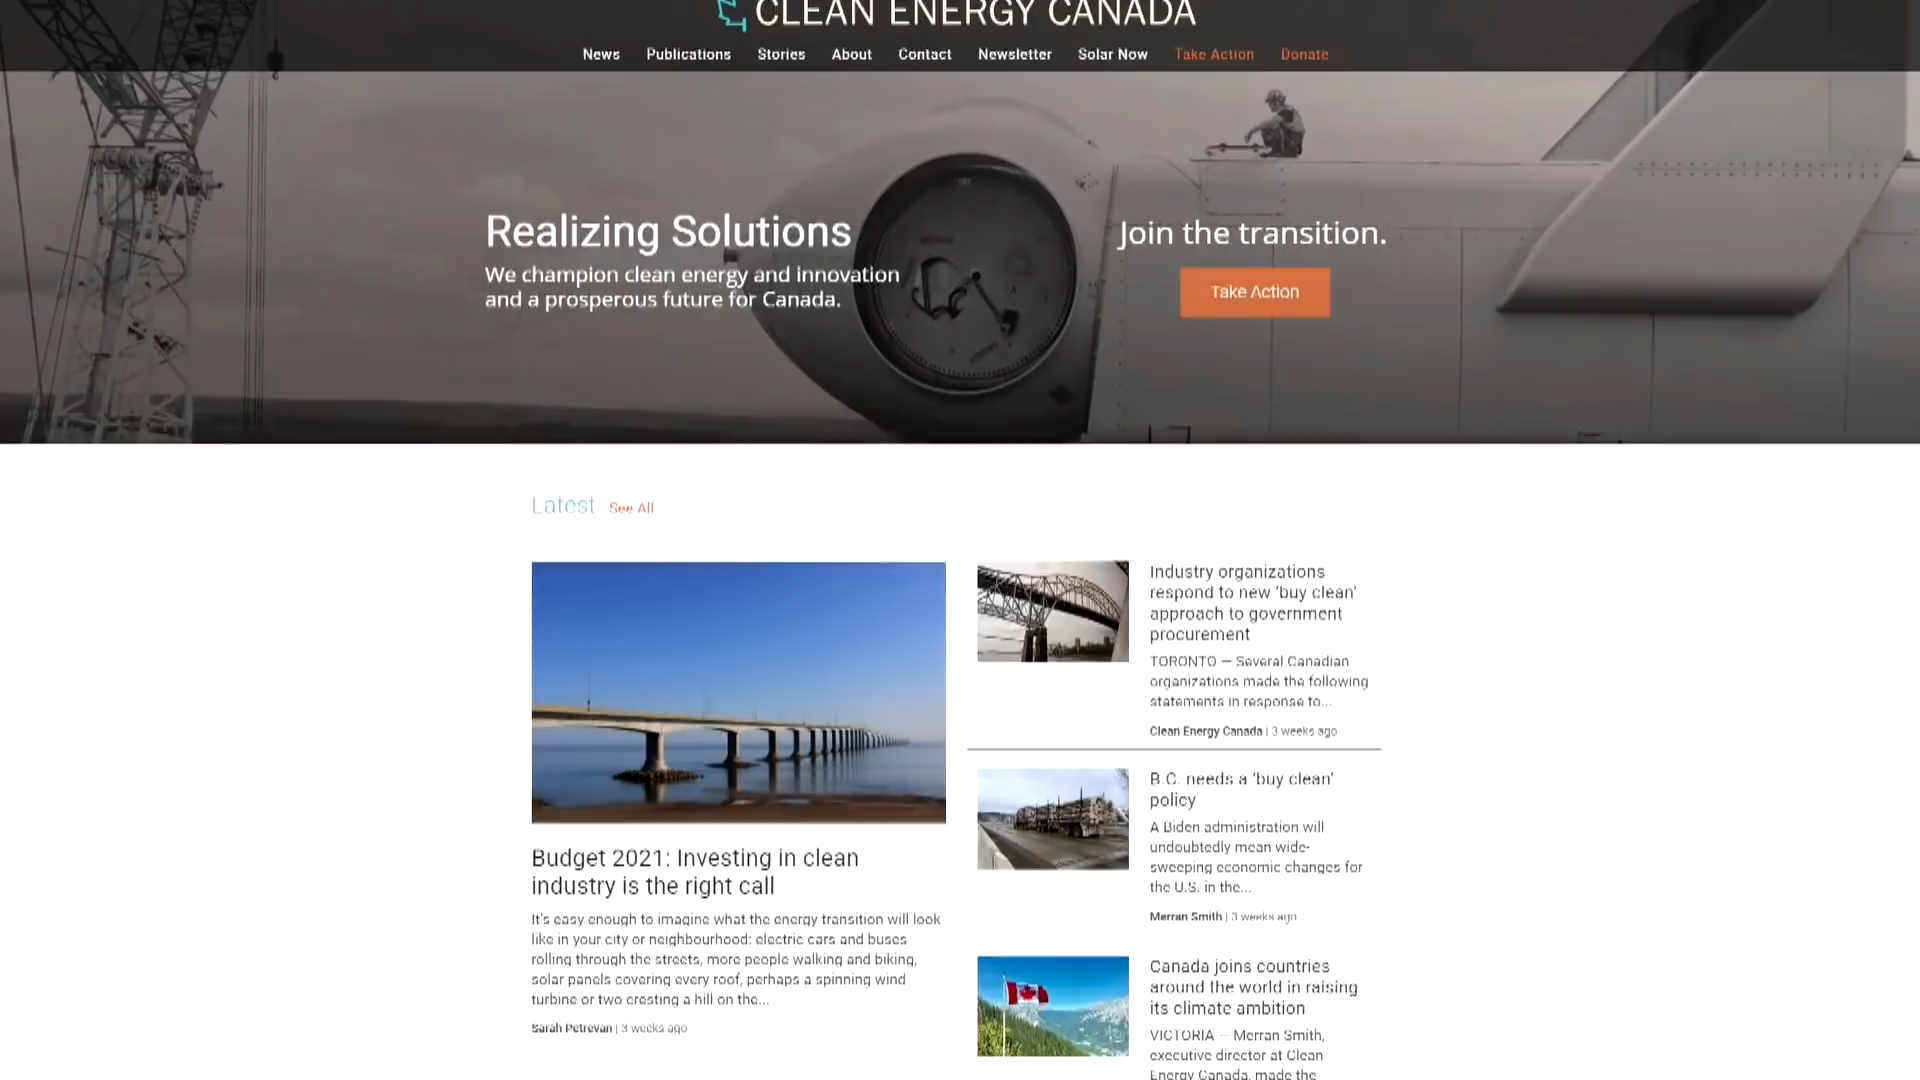 CLEAN ENERGY CANADA
News Publications Stories About Contact Newsletter Solar Now Take Action Donate
Realizing Solutions
We champion clean energy and innovation
and a prosperous future for Canada.
Join the transition.
Take Action
Latest See All
Budget 2021: Investing in clean
industry is the right call
It's easy enough to imagine what the energy transition will look
like in your city or neighbourhood: electric cars and buses
rolling through the streets, more people walking and biking,
solar panels covering every roof, perhaps a spinning wind
turbine or two cresting a hill on the...
Sarah Petrevan | 3 weeks ago
Industry organizations
respond to new 'buy clean'
approach to government
procurement
TORONTO — Several Canadian
organizations made the following
statements in response to...
Clean Energy Canada | 3 weeks ago
B.C. needs a 'buy clean'
policy
A Biden administration will
undoubtedly mean wide-
sweeping economic changes for
the U.S. in the...
Merran Smith | 3 weeks ago
Canada joins countries
around the world in raising
its climate ambition
VICTORIA — Merran Smith,
executive director at Clean
Energy Canada, made the